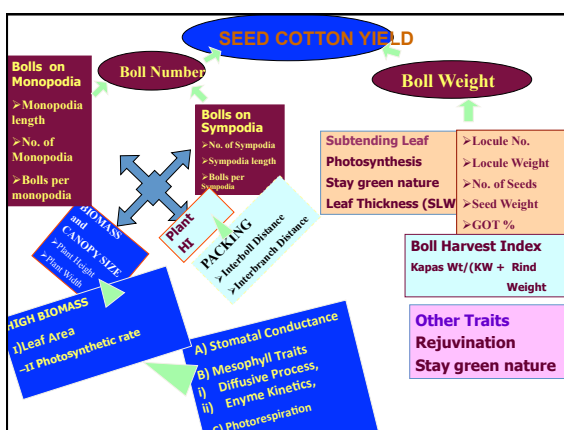 SEED COTTON YIELD
Boll Number
Boll Weight
Bolls on
Monopodia
➢Monopodia
length
➢No. of
Monopodia
➢Bolls per
monopodia
Bolls on
Sympodia
➢No. of Sympodia
➢Sympodia length
➢Bolls per
Sympodia
Subtending Leaf
Photosynthesis
Stay green nature
Leaf Thickness (SLW
➢Locule No.
➢Locule Weight
➢No. of Seeds
➢Seed Weight
➢GOT %
BIOMASS
and
CANOPY SIZE
➢Plant Height
➢Plant Width
Plant
HI
PACKING
➢Interboll Distance
➢Interbranch Distance
Boll Harvest Index
Kapas Wt/(KW + Rind
Weight
HIGH BIOMASS
I)Leaf Area
–II Photosynthetic rate
A) Stomatal Conductance
B) Mesophyll Traits
i) Diffusive Process,
ii) Enyme Kinetics,
C) Photorespiration
Other Traits
Rejuvination
Stay green nature